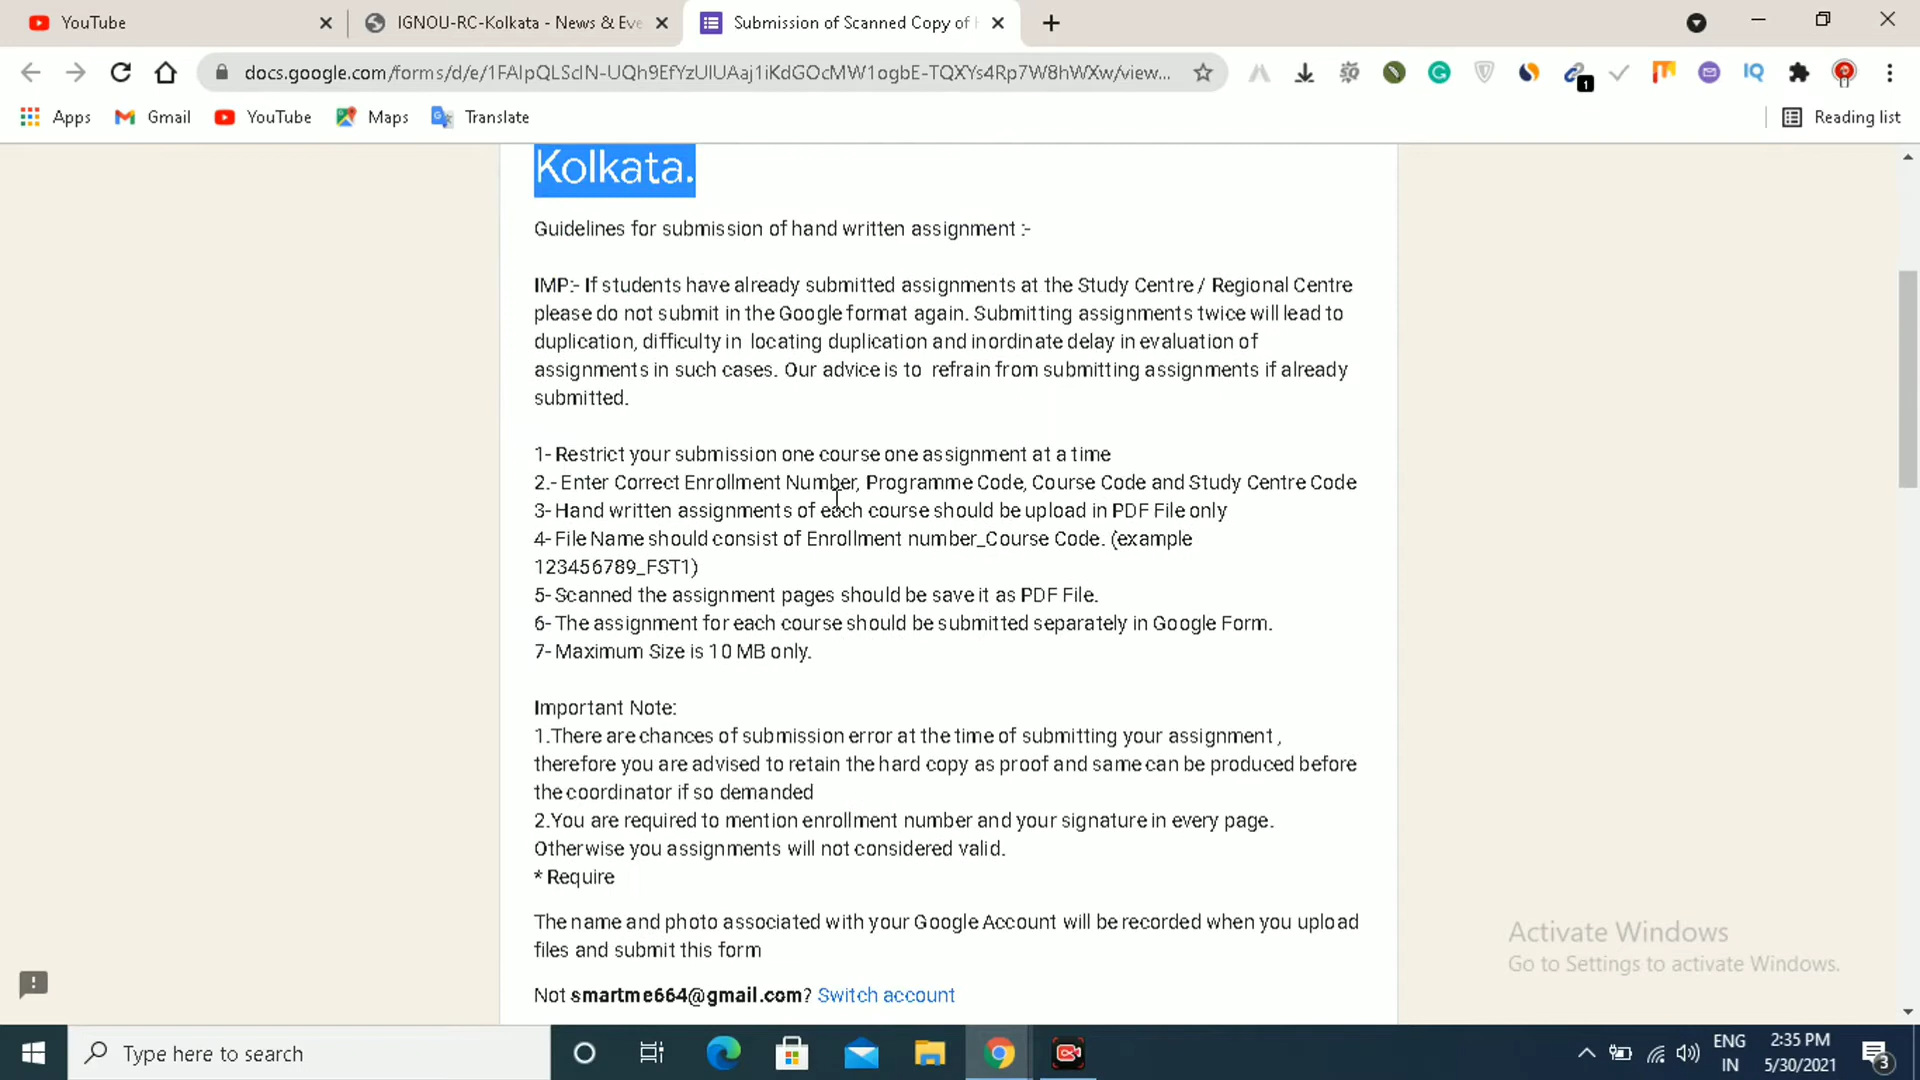 YouTube
IGNOU-RC-Kolkata - News & Eve
Submission of Scanned Copy of
docs.google.com/forms/d/e/1FAIpQLScIN-UQh9EfYzUlUAaj1iKdGOcMW1ogbE-TQXYs4Rp7W8hWXw/view...
1
IQ
Apps
Gmail
YouTube
Maps
Translate
Reading list
Kolkata.
Guidelines for submission of hand written assignment :-
IMP:- If students have already submitted assignments at the Study Centre / Regional Centre
please do not submit in the Google format again. Submitting assignments twice will lead to
duplication, difficulty in locating duplication and inordinate delay in evaluation of
assignments in such cases. Our advice is to refrain from submitting assignments if already
submitted.
1- Restrict your submission one course one assignment at a time
2.- Enter Correct Enrollment Number, Programme Code, Course Code and Study Centre Code
3- Hand written assignments of each course should be upload in PDF File only
4- File Name should consist of Enrollment number_Course Code. (example
123456789_FST1)
5- Scanned the assignment pages should be save it as PDF File.
6- The assignment for each course should be submitted separately in Google Form.
7- Maximum Size is 10 MB only.
Important Note:
1.There are chances of submission error at the time of submitting your assignment ,
therefore you are advised to retain the hard copy as proof and same can be produced before
the coordinator if so demanded
2.You are required to mention enrollment number and your signature in every page.
Otherwise you assignments will not considered valid.
* Require
The name and photo associated with your Google Account will be recorded when you upload
files and submit this form
Not smartme664@gmail.com? Switch account
Activate Windows
Go to Settings to activate Windows.
Type here to search
ENG
IN
2:35 PM
5/30/2021
3